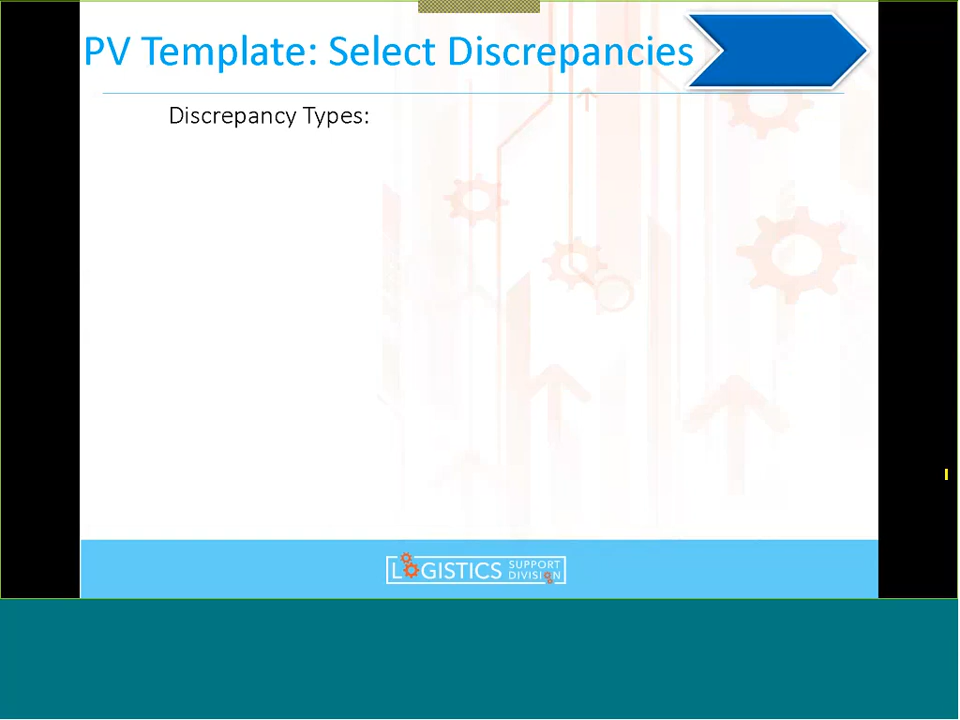 PV Template: Select Discrepancies
Discrepancy Types:
LOGISTICS SUPPORT DIVISION